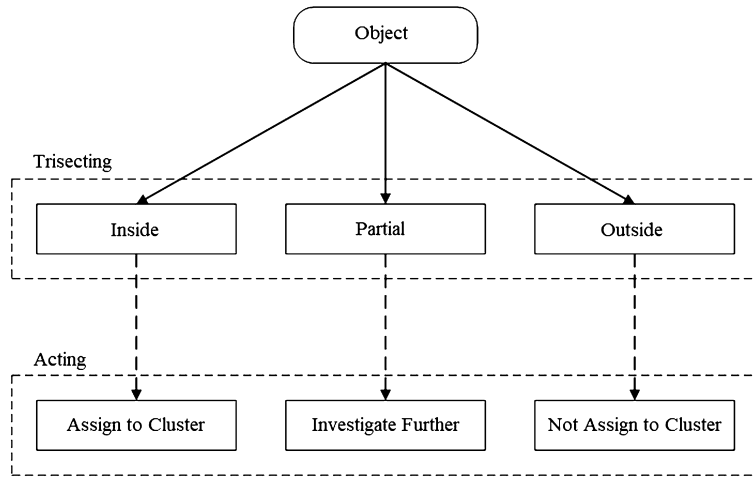 Object
Trisecting
Inside
Partial
Outside
Acting
Assign to Cluster
Investigate Further
Not Assign to Cluster